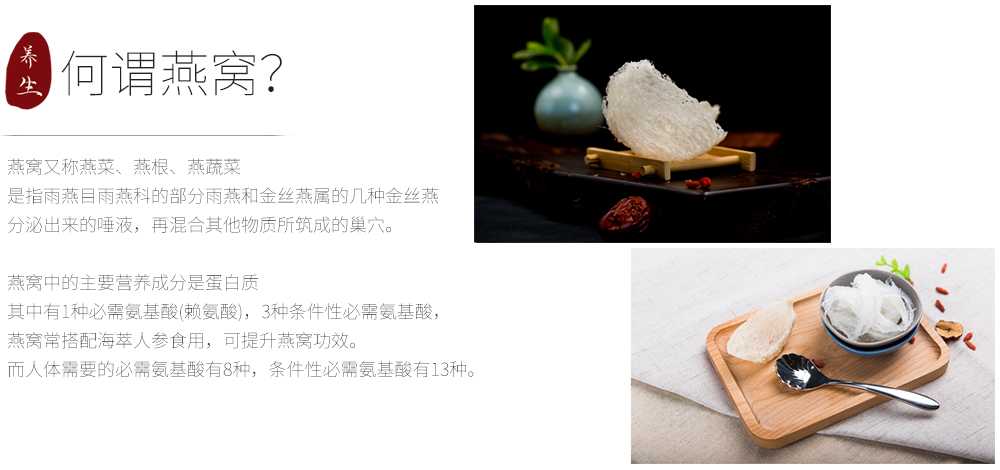 养生
何谓燕窝？
燕窝又称燕菜、燕根、燕蔬菜
是指雨燕目雨燕科的部分雨燕和金丝燕属的几种金丝燕
分泌出来的唾液，再混合其他物质所筑成的巢穴。
燕窝中的主要营养成分是蛋白质
其中有1种必需氨基酸(赖氨酸)，3种条件性必需氨基酸，
燕窝常搭配海萃人参食用，可提升燕窝功效。
而人体需要的必需氨基酸有8种，条件性必需氨基酸有13种。